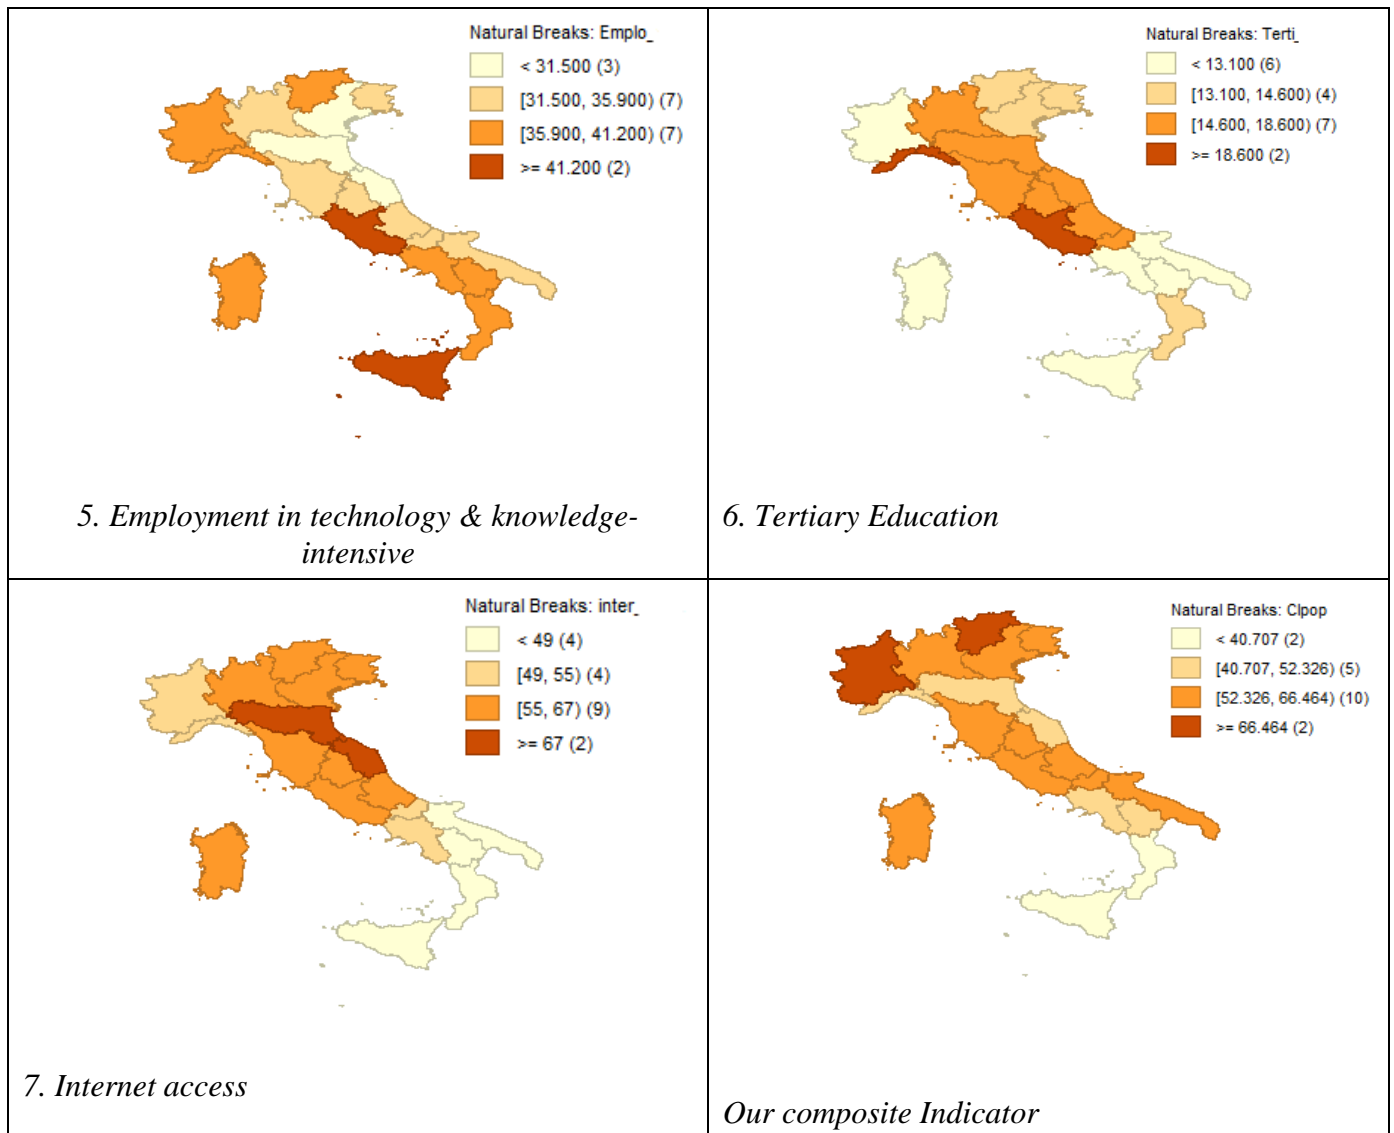 Natural Breaks: Emplo_
< 31.500 (3)
[31.500, 35.900) (7)
[35.900, 41.200) (7)
>= 41.200 (2)
5. Employment in technology & knowledge-
intensive
Natural Breaks: Terti_
< 13.100 (6)
[13.100, 14.600) (4)
[14.600, 18.600) (7)
>= 18.600 (2)
6. Tertiary Education
Natural Breaks: inter_
< 49 (4)
[49, 55) (4)
[55, 67) (9)
>= 67 (2)
7. Internet access
Natural Breaks: CIpop
< 40.707 (2)
[40.707, 52.326) (5)
[52.326, 66.464) (10)
>= 66.464 (2)
Our composite Indicator